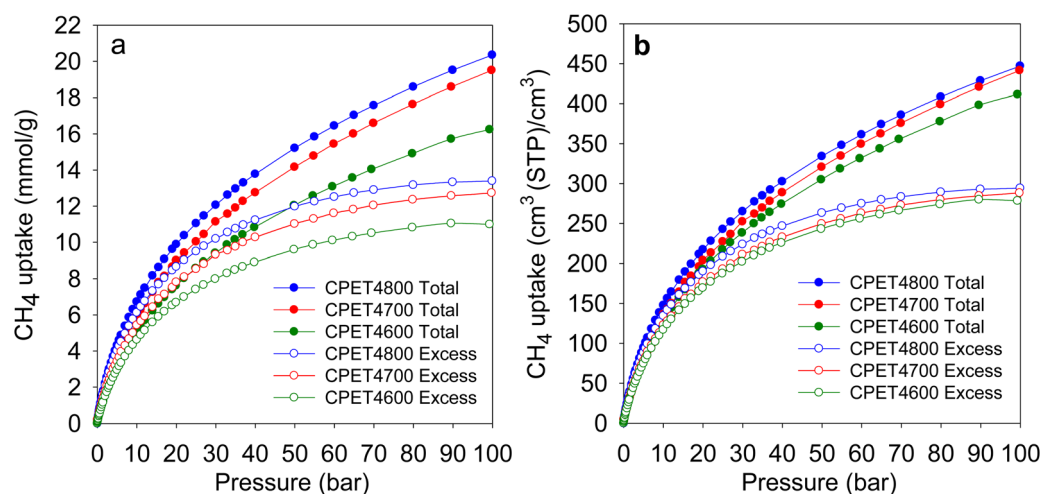 a
CH4 uptake (mmol/g)
22
20
18
16
14
12
10
8
6
4
2
0
CPET4800 Total
CPET4700 Total
CPET4600 Total
CPET4800 Excess
CPET4700 Excess
CPET4600 Excess
0 10 20 30 40 50 60 70 80 90 100
Pressure (bar)
b
CH4 uptake (cm3 (STP)/cm3)
500
450
400
350
300
250
200
150
100
50
0
CPET4800 Total
CPET4700 Total
CPET4600 Total
CPET4800 Excess
CPET4700 Excess
CPET4600 Excess
0 10 20 30 40 50 60 70 80 90 100
Pressure (bar)